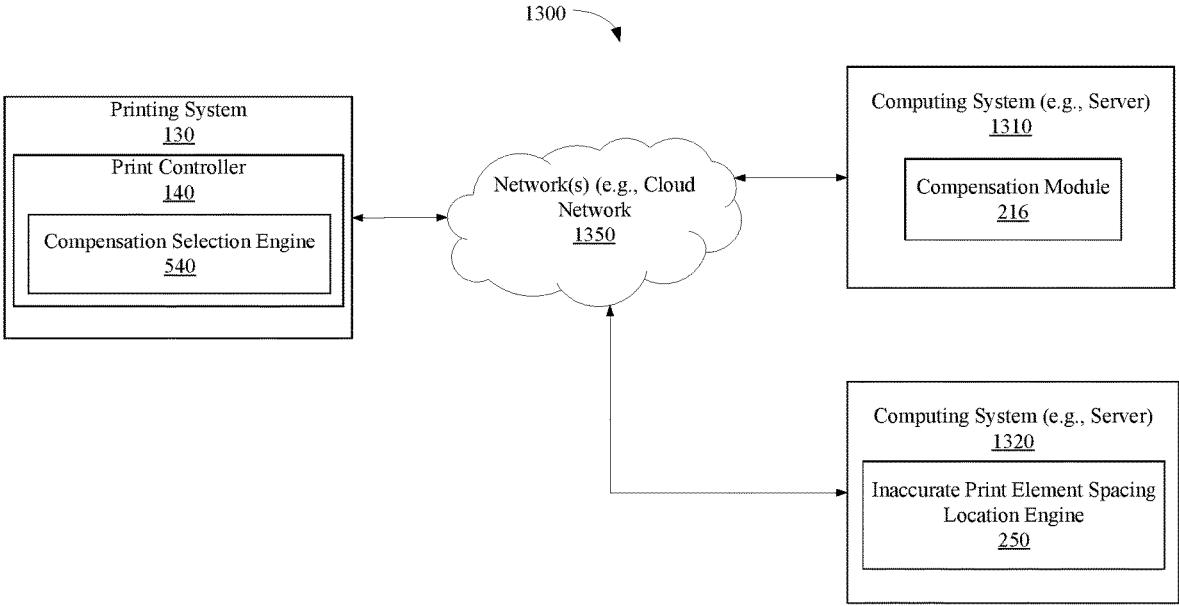 1300
Printing System
130
Print Controller
140
Compensation Selection Engine
540
Network(s) (e.g., Cloud
Network
1350
Computing System (e.g., Server)
1310
Compensation Module
216
Computing System (e.g., Server)
1320
Inaccurate Print Element Spacing
Location Engine
250